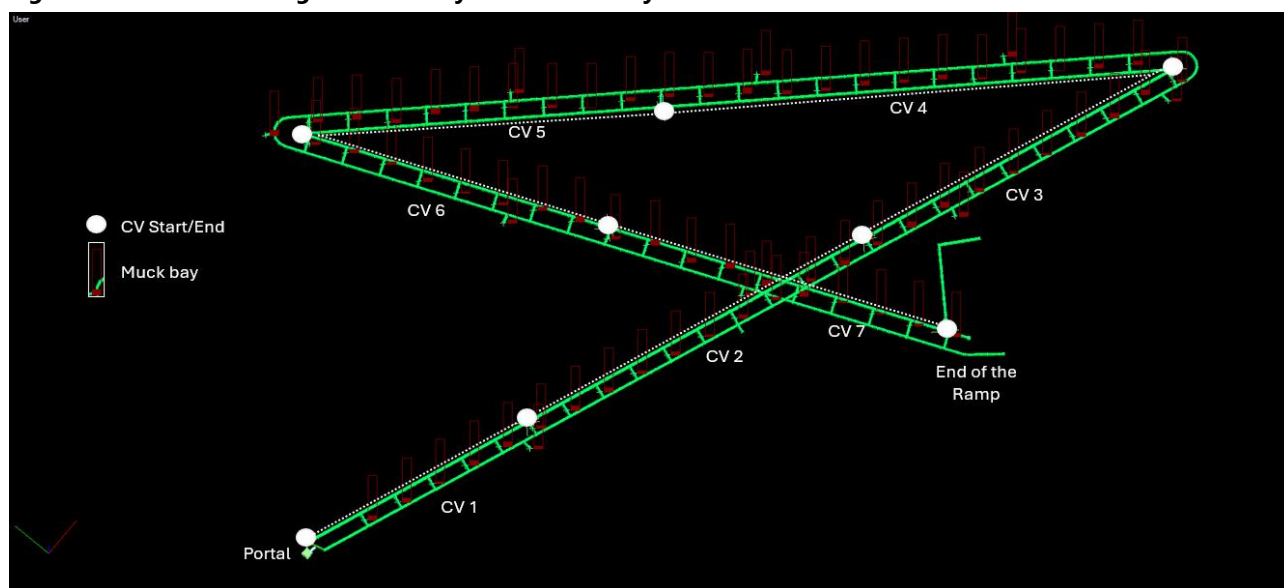 User
CV 4
CV 5
CV 3
CV 6
CV Start/End
Muck bay
CV 7
CV 2
End of the
Ramp
CV 1
Portal